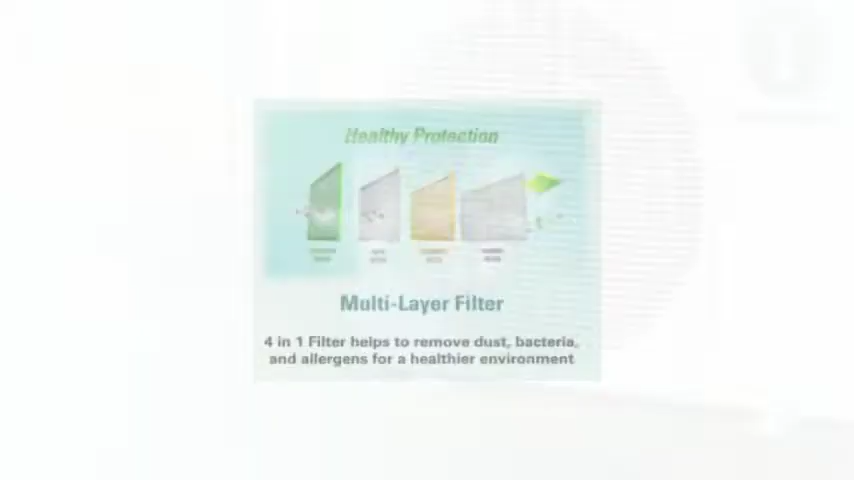 Healthy Protection
Multi-Layer Filter
4 in 1 Filter helps to remove dust, bacteria,
and allergens for a healthier environment